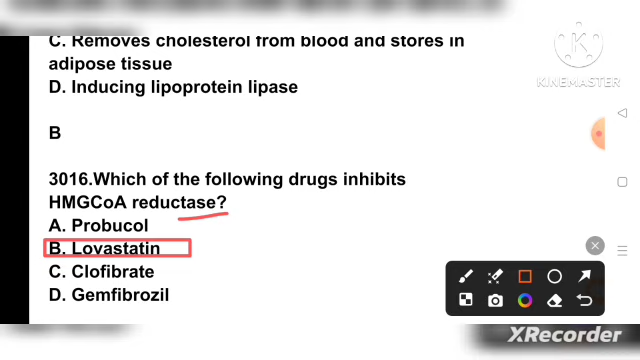 C. Removes cholesterol from blood and stores in
adipose tissue
D. Inducing lipoprotein lipase
B
3016.Which of the following drugs inhibits
HMGCoA reductase?
A. Probucol
B. Lovastatin
C. Clofibrate
D. Gemfibrozil
KINEMASTER
XRecorder